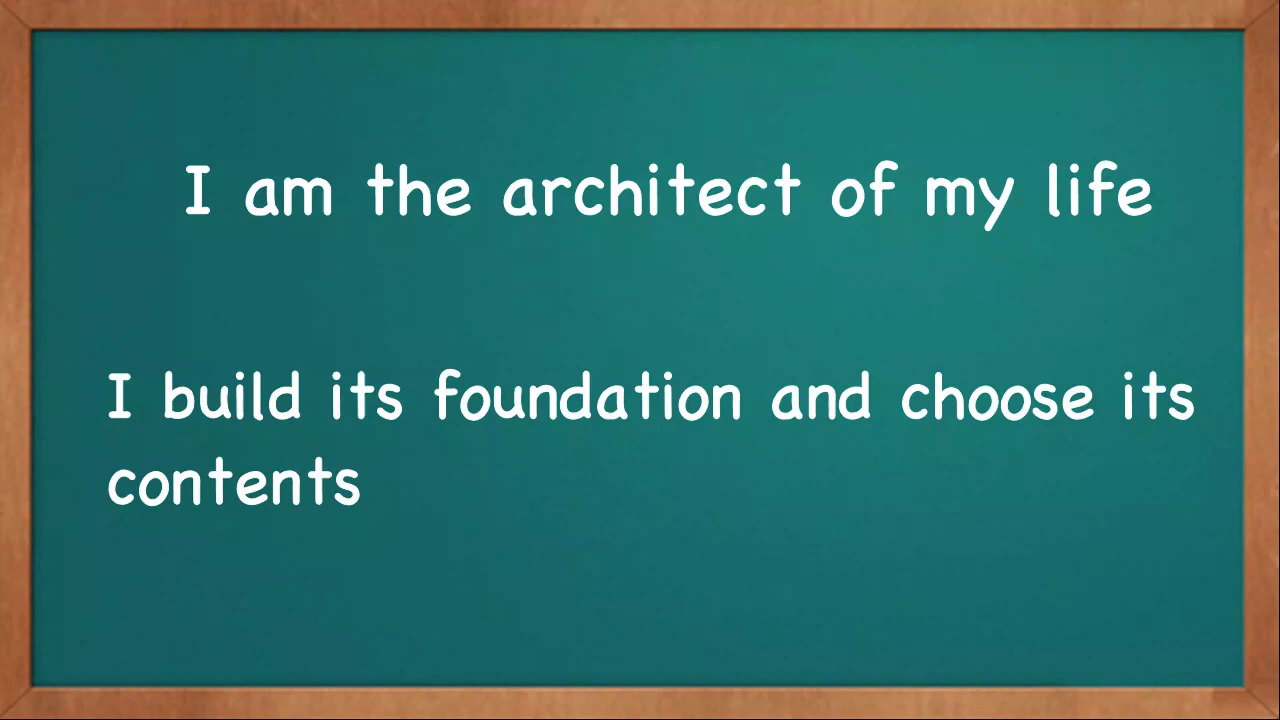 I am the architect of my life
I build its foundation and choose its
contents